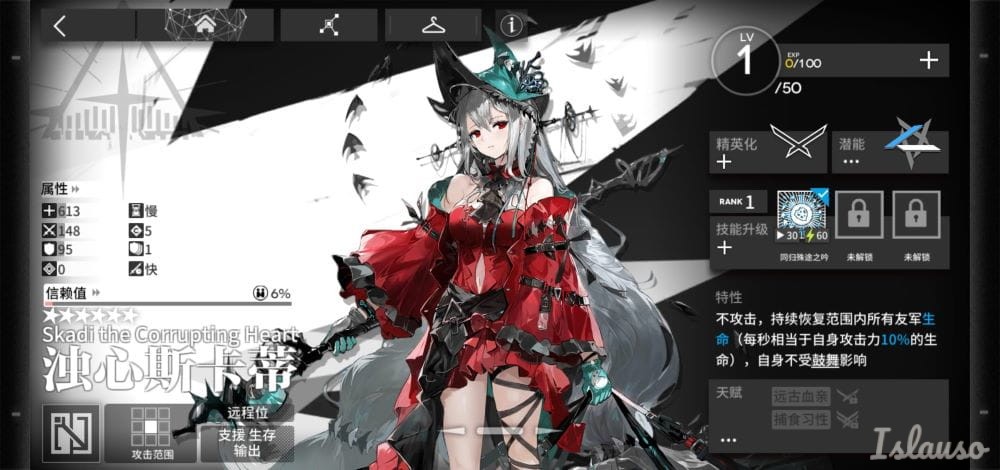 LV
1
/50
EXP
0/100
属性
613
慢
148
5
95
1
0
快
信赖值
6%
Skadi the Corrupting Heart
浊心斯卡蒂
攻击范围
远程位
支援 生存
输出
精英化
潜能
RANK 1
技能升级
30 60
同归殊途之吟
未解锁
未解锁
特性
不攻击，持续恢复范围内所有友军生
命（每秒相当于自身攻击力10%的生
命），自身不受鼓舞影响
天赋
远古血亲
捕食习性
Islauso